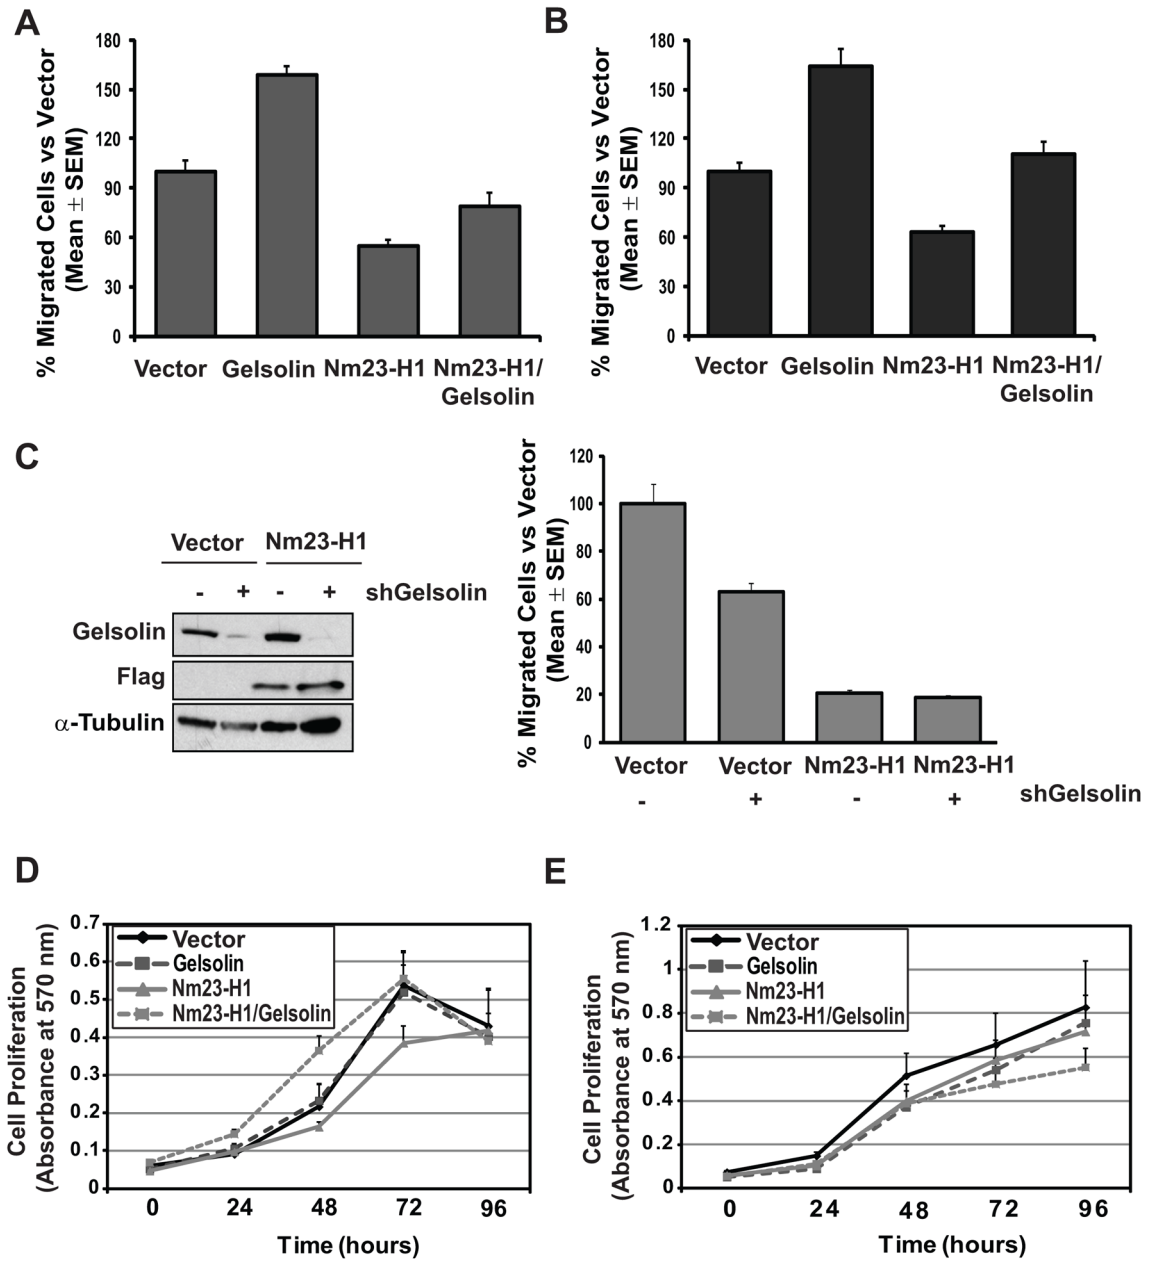 A
% Migrated Cells vs Vector
(Mean ± SEM)
180
150
120
90
60
30
0
Vector Gelsolin Nm23-H1 Nm23-H1/
Gelsolin
B
% Migrated Cells vs Vector
(Mean ± SEM)
180
150
120
90
60
30
0
Vector Gelsolin Nm23-H1 Nm23-H1/
Gelsolin
C
Vector Nm23-H1
- + - + shGelsolin
Gelsolin
Flag
α-Tubulin
% Migrated Cells vs Vector
(Mean ± SEM)
120
100
80
60
40
20
0
Vector Vector Nm23-H1 Nm23-H1
- + - + shGelsolin
D
Cell Proliferation
(Absorbance at 570 nm)
0.7
0.6
0.5
0.4
0.3
0.2
0.1
0
Vector
Gelsolin
Nm23-H1
Nm23-H1/Gelsolin
0 24 48 72 96
Time (hours)
E
Cell Proliferation
(Absorbance at 570 nm)
1.2
1
0.8
0.6
0.4
0.2
0
Vector
Gelsolin
Nm23-H1
Nm23-H1/Gelsolin
0 24 48 72 96
Time (hours)